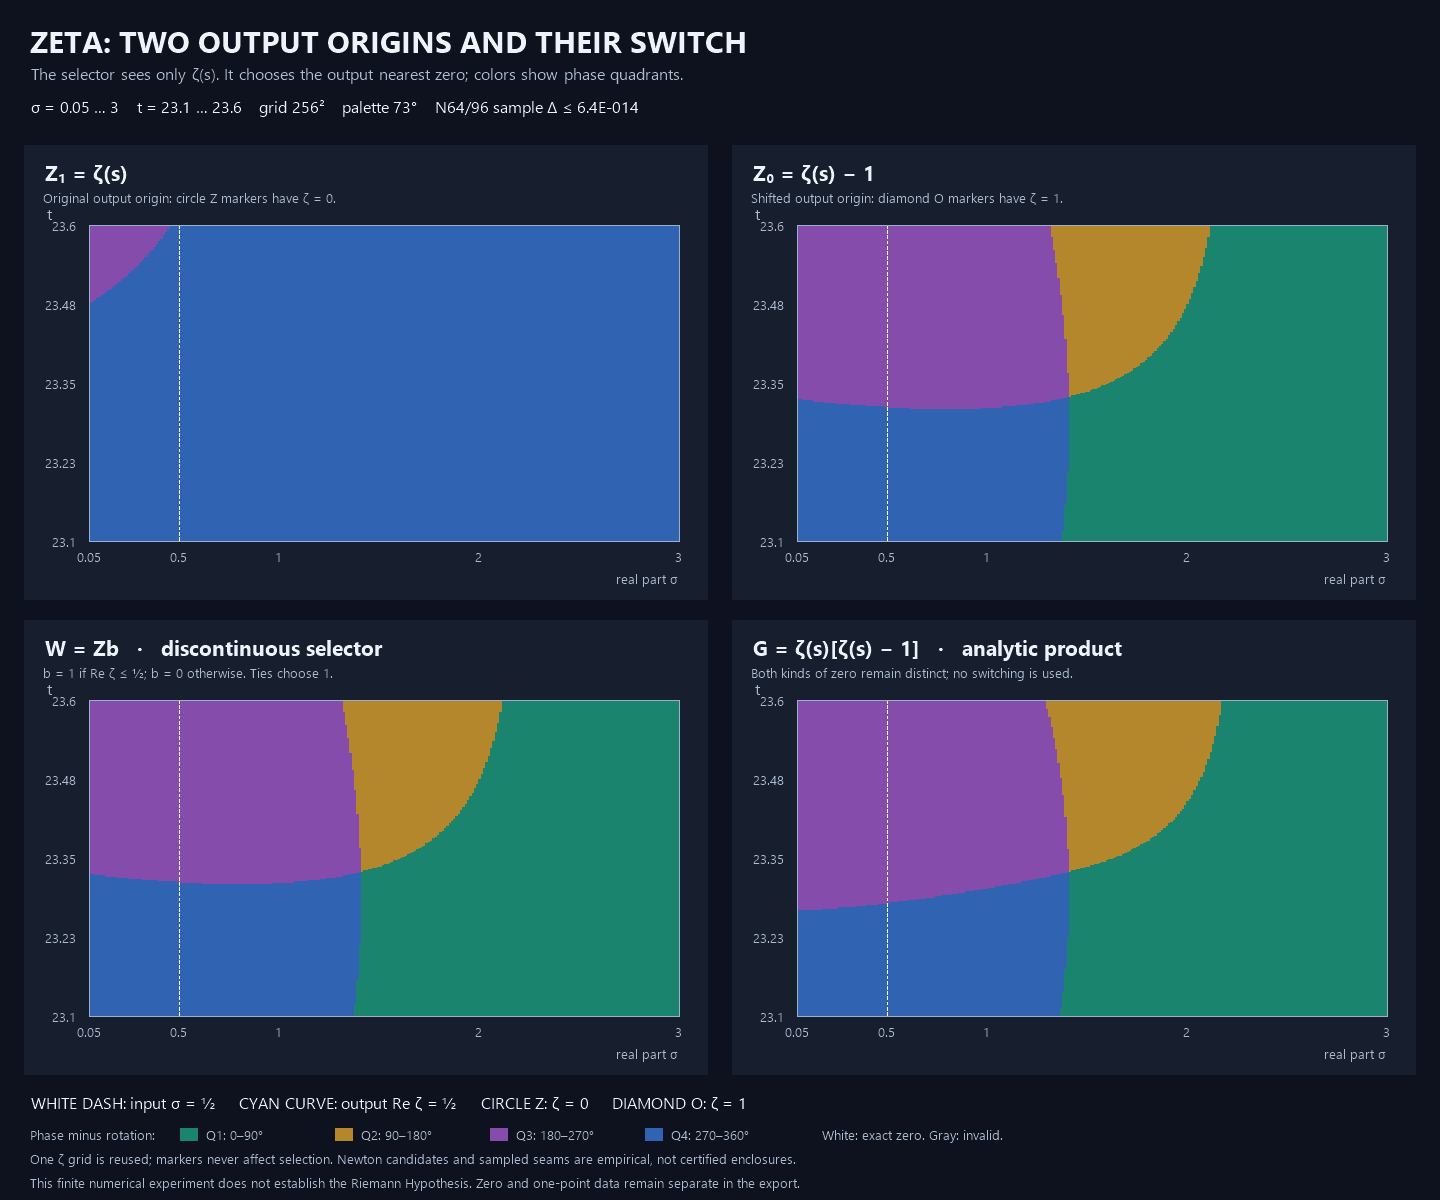 ZETA: TWO OUTPUT ORIGINS AND THEIR SWITCH
The selector sees only ζ(s). It chooses the output nearest zero; colors show phase quadrants.
σ = 0.05 … 3 t = 23.1 … 23.6 grid 256² palette 73° N64/96 sample Δ ≤ 6.4E-014
Z₁ = ζ(s)
Original output origin: circle Z markers have ζ = 0.
t
23.6
23.48
23.35
23.23
23.1
0.05 0.5 1 2 3
real part σ
Z₀ = ζ(s) − 1
Shifted output origin: diamond O markers have ζ = 1.
t
23.6
23.48
23.35
23.23
23.1
0.05 0.5 1 2 3
real part σ
W = Zb · discontinuous selector
b = 1 if Re ζ ≤ ½; b = 0 otherwise. Ties choose 1.
t
23.6
23.48
23.35
23.23
23.1
0.05 0.5 1 2 3
real part σ
G = ζ(s)[ζ(s) − 1] · analytic product
Both kinds of zero remain distinct; no switching is used.
t
23.6
23.48
23.35
23.23
23.1
0.05 0.5 1 2 3
real part σ
WHITE DASH: input σ = ½ CYAN CURVE: output Re ζ = ½ CIRCLE Z: ζ = 0 DIAMOND O: ζ = 1
Phase minus rotation: Q1: 0–90° Q2: 90–180° Q3: 180–270° Q4: 270–360° White: exact zero. Gray: invalid.
One ζ grid is reused; markers never affect selection. Newton candidates and sampled seams are empirical, not certified enclosures.
This finite numerical experiment does not establish the Riemann Hypothesis. Zero and one-point data remain separate in the export.